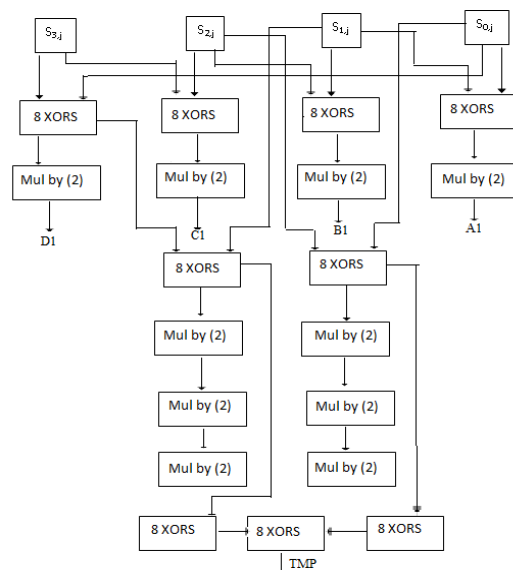 S3,j
S2,j
S1,j
S0,j
8 XORS
8 XORS
8 XORS
8 XORS
Mul by (2)
Mul by (2)
Mul by (2)
Mul by (2)
D1
C1
B1
A1
8 XORS
8 XORS
Mul by (2)
Mul by (2)
Mul by (2)
Mul by (2)
Mul by (2)
Mul by (2)
8 XORS
8 XORS
8 XORS
TMP